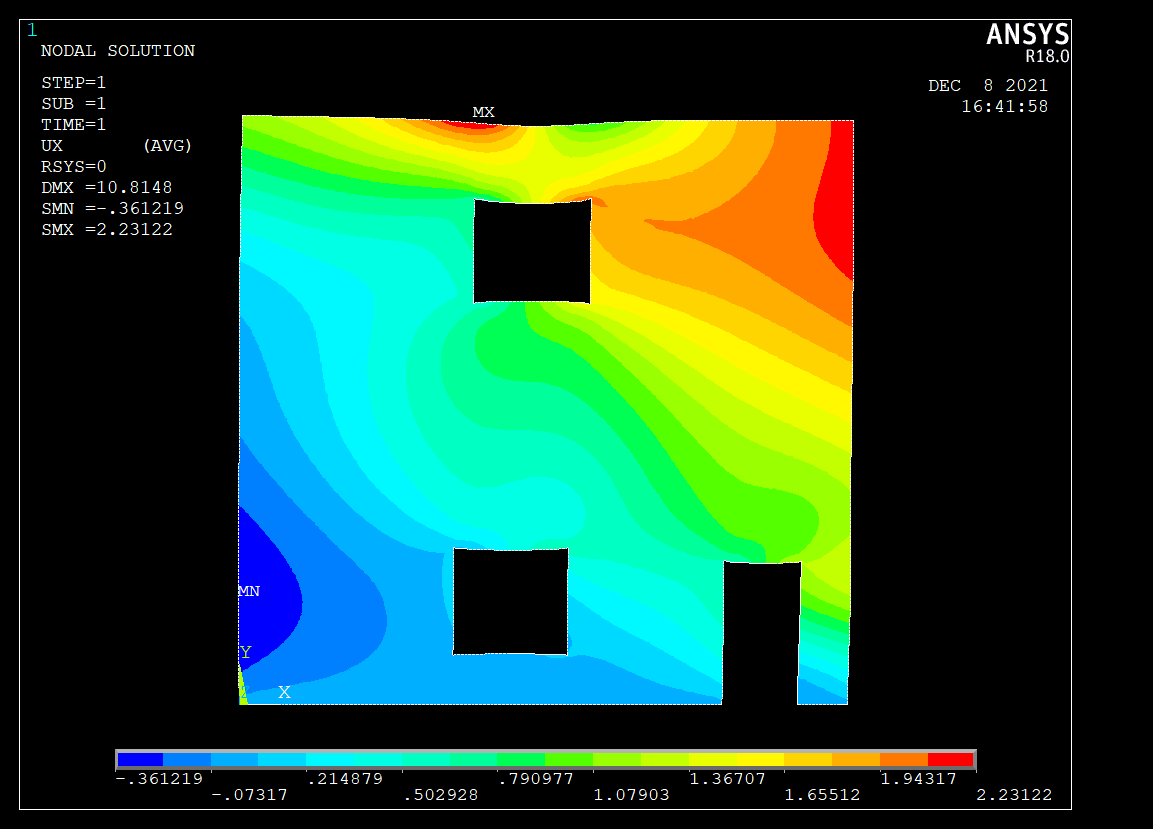 1
ANSYS
R18.0
NODAL SOLUTION
STEP=1
SUB =1
TIME=1
UX       (AVG)
RSYS=0
DMX =10.8148
SMN =-.361219
SMX =2.23122
DEC  8 2021
16:41:58
MX
MN
Y
X
-.361219
-.07317
.214879
.502928
.790977
1.07903
1.36707
1.65512
1.94317
2.23122